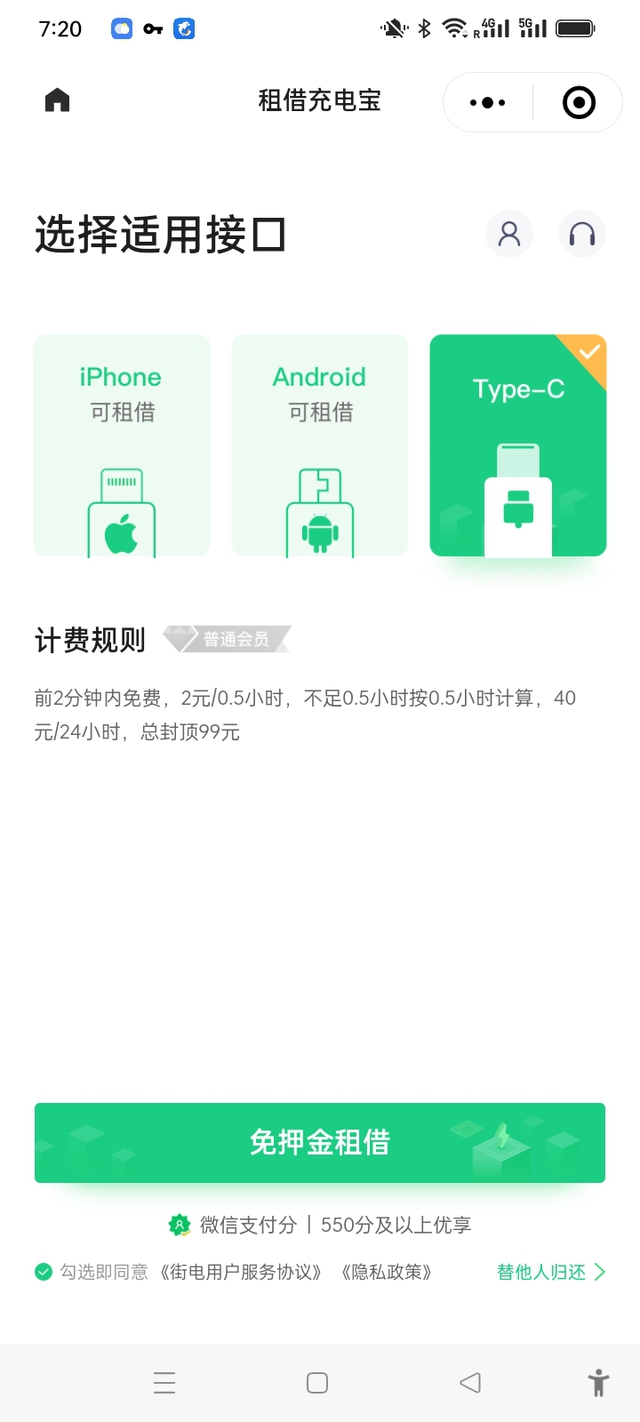 7:20
4G
R
5G
租借充电宝
选择适用接口
iPhone
可租借
Android
可租借
Type-C
计费规则
普通会员
前2分钟内免费，2元/0.5小时，不足0.5小时按0.5小时计算，40
元/24小时，总封顶99元
免押金租借
微信支付分 | 550分及以上优享
勾选即同意 《街电用户服务协议》 《隐私政策》
替他人归还